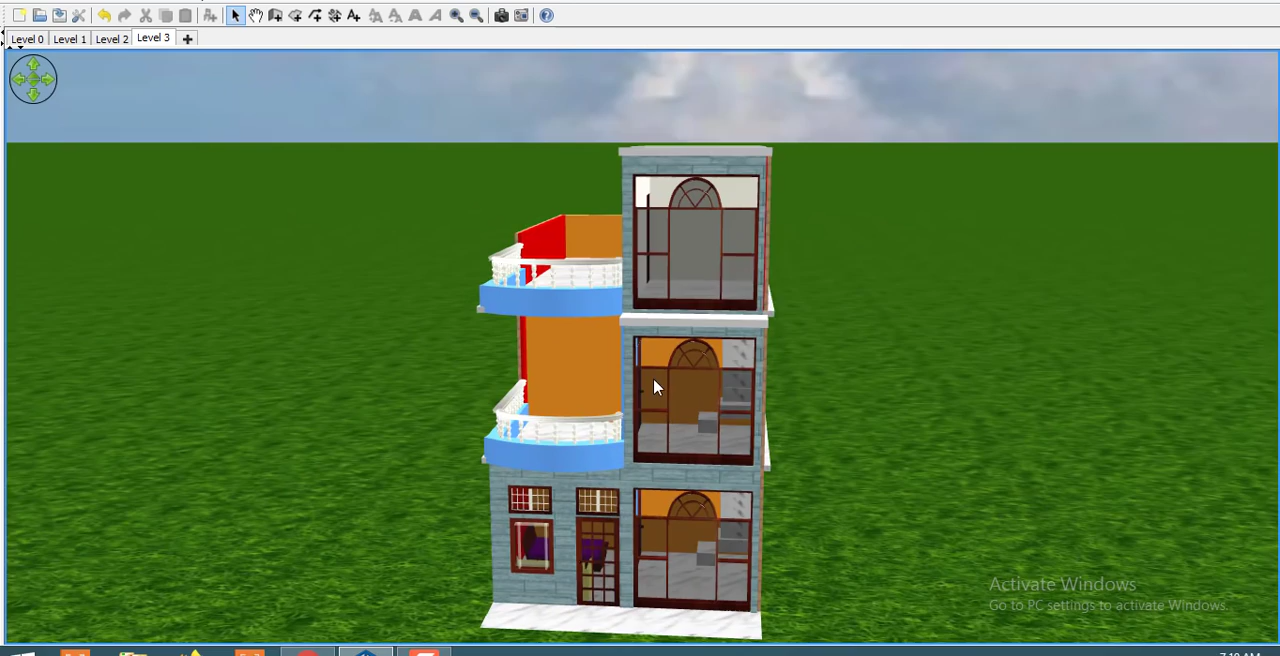 Level 0 Level 1 Level 2 Level 3
Activate Windows
Go to PC settings to activate Windows.